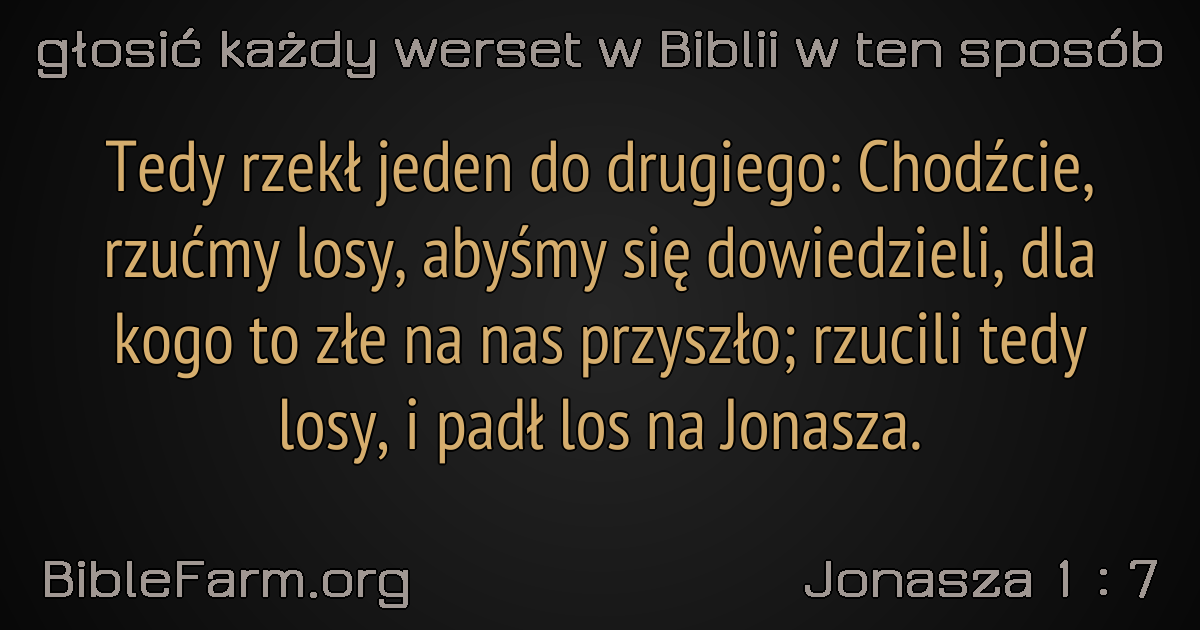 głosić każdy werset w Biblii w ten sposób
Tedy rzekł jeden do drugiego: Chodźcie,
rzućmy losy, abyśmy się dowiedzieli, dla
kogo to złe na nas przyszło; rzucili tedy
losy, i padł los na Jonasza.
BibleFarm.org
Jonasza 1 : 7